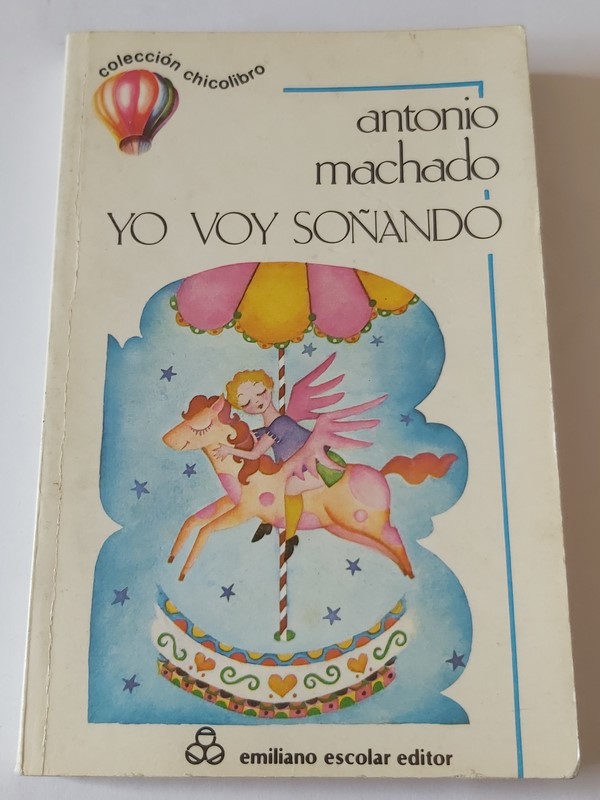 colección chicolibro
antonio
machado
YO VOY SOÑANDO
emiliano escolar editor